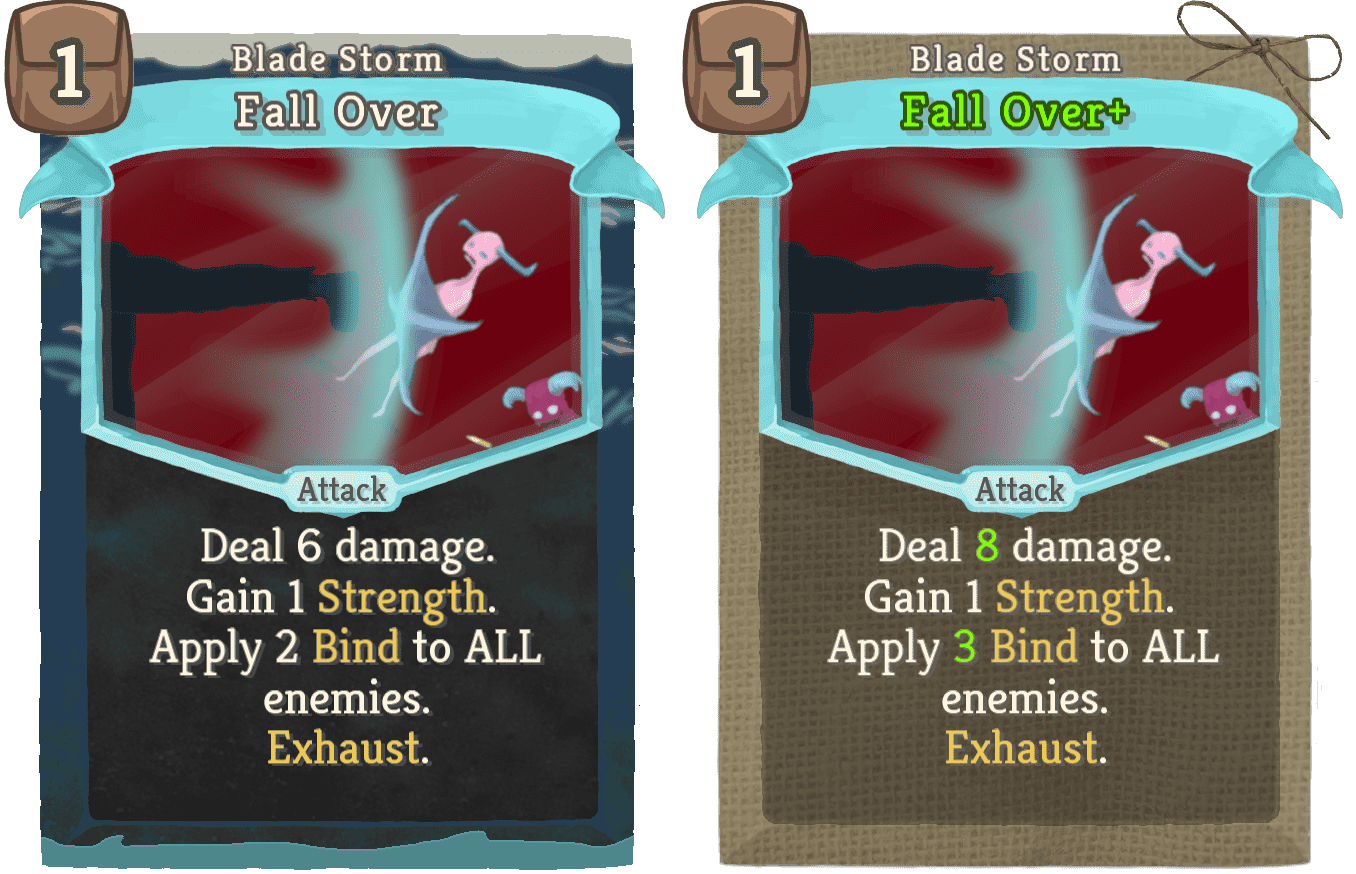 1
Blade Storm
Fall Over
Attack
Deal 6 damage.
Gain 1 Strength.
Apply 2 Bind to ALL
enemies.
Exhaust.
1
Blade Storm
Fall Over+
Attack
Deal 8 damage.
Gain 1 Strength.
Apply 3 Bind to ALL
enemies.
Exhaust.